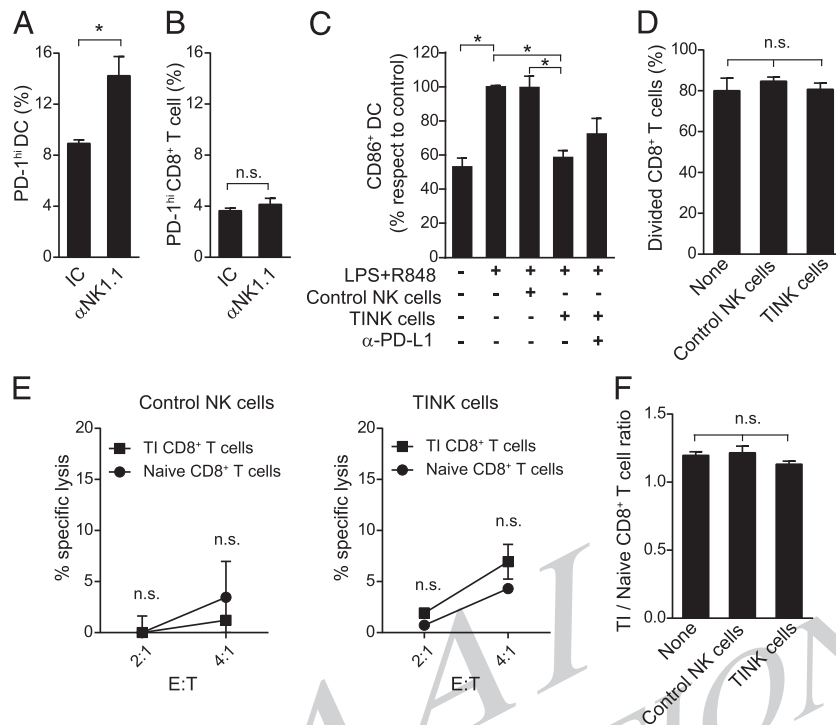 A
PD-1hi DC (%)
16
12
8
4
0
*
IC
αNK1.1
B
PD-1hi CD8+ T cell (%)
16
12
8
4
0
n.s.
IC
αNK1.1
C
CD86+ DC
(% respect to control)
120
100
80
60
40
20
0
*
*
*
LPS+R848 - + + + +
Control NK cells - - + - -
TINK cells - - - + +
α-PD-L1 - - - - +
D
Divided CD8+ T cells (%)
100
80
60
40
20
0
n.s.
None
Control NK cells
TINK cells
E
Control NK cells
% specific lysis
20
15
10
5
0
TI CD8+ T cells
Naive CD8+ T cells
n.s.
n.s.
2:1
4:1
E:T
TINK cells
% specific lysis
20
15
10
5
0
TI CD8+ T cells
Naive CD8+ T cells
n.s.
n.s.
2:1
4:1
E:T
F
TI / Naive CD8+ T cell ratio
1.5
1.0
0.5
0.0
n.s.
None
Control NK cells
TINK cells